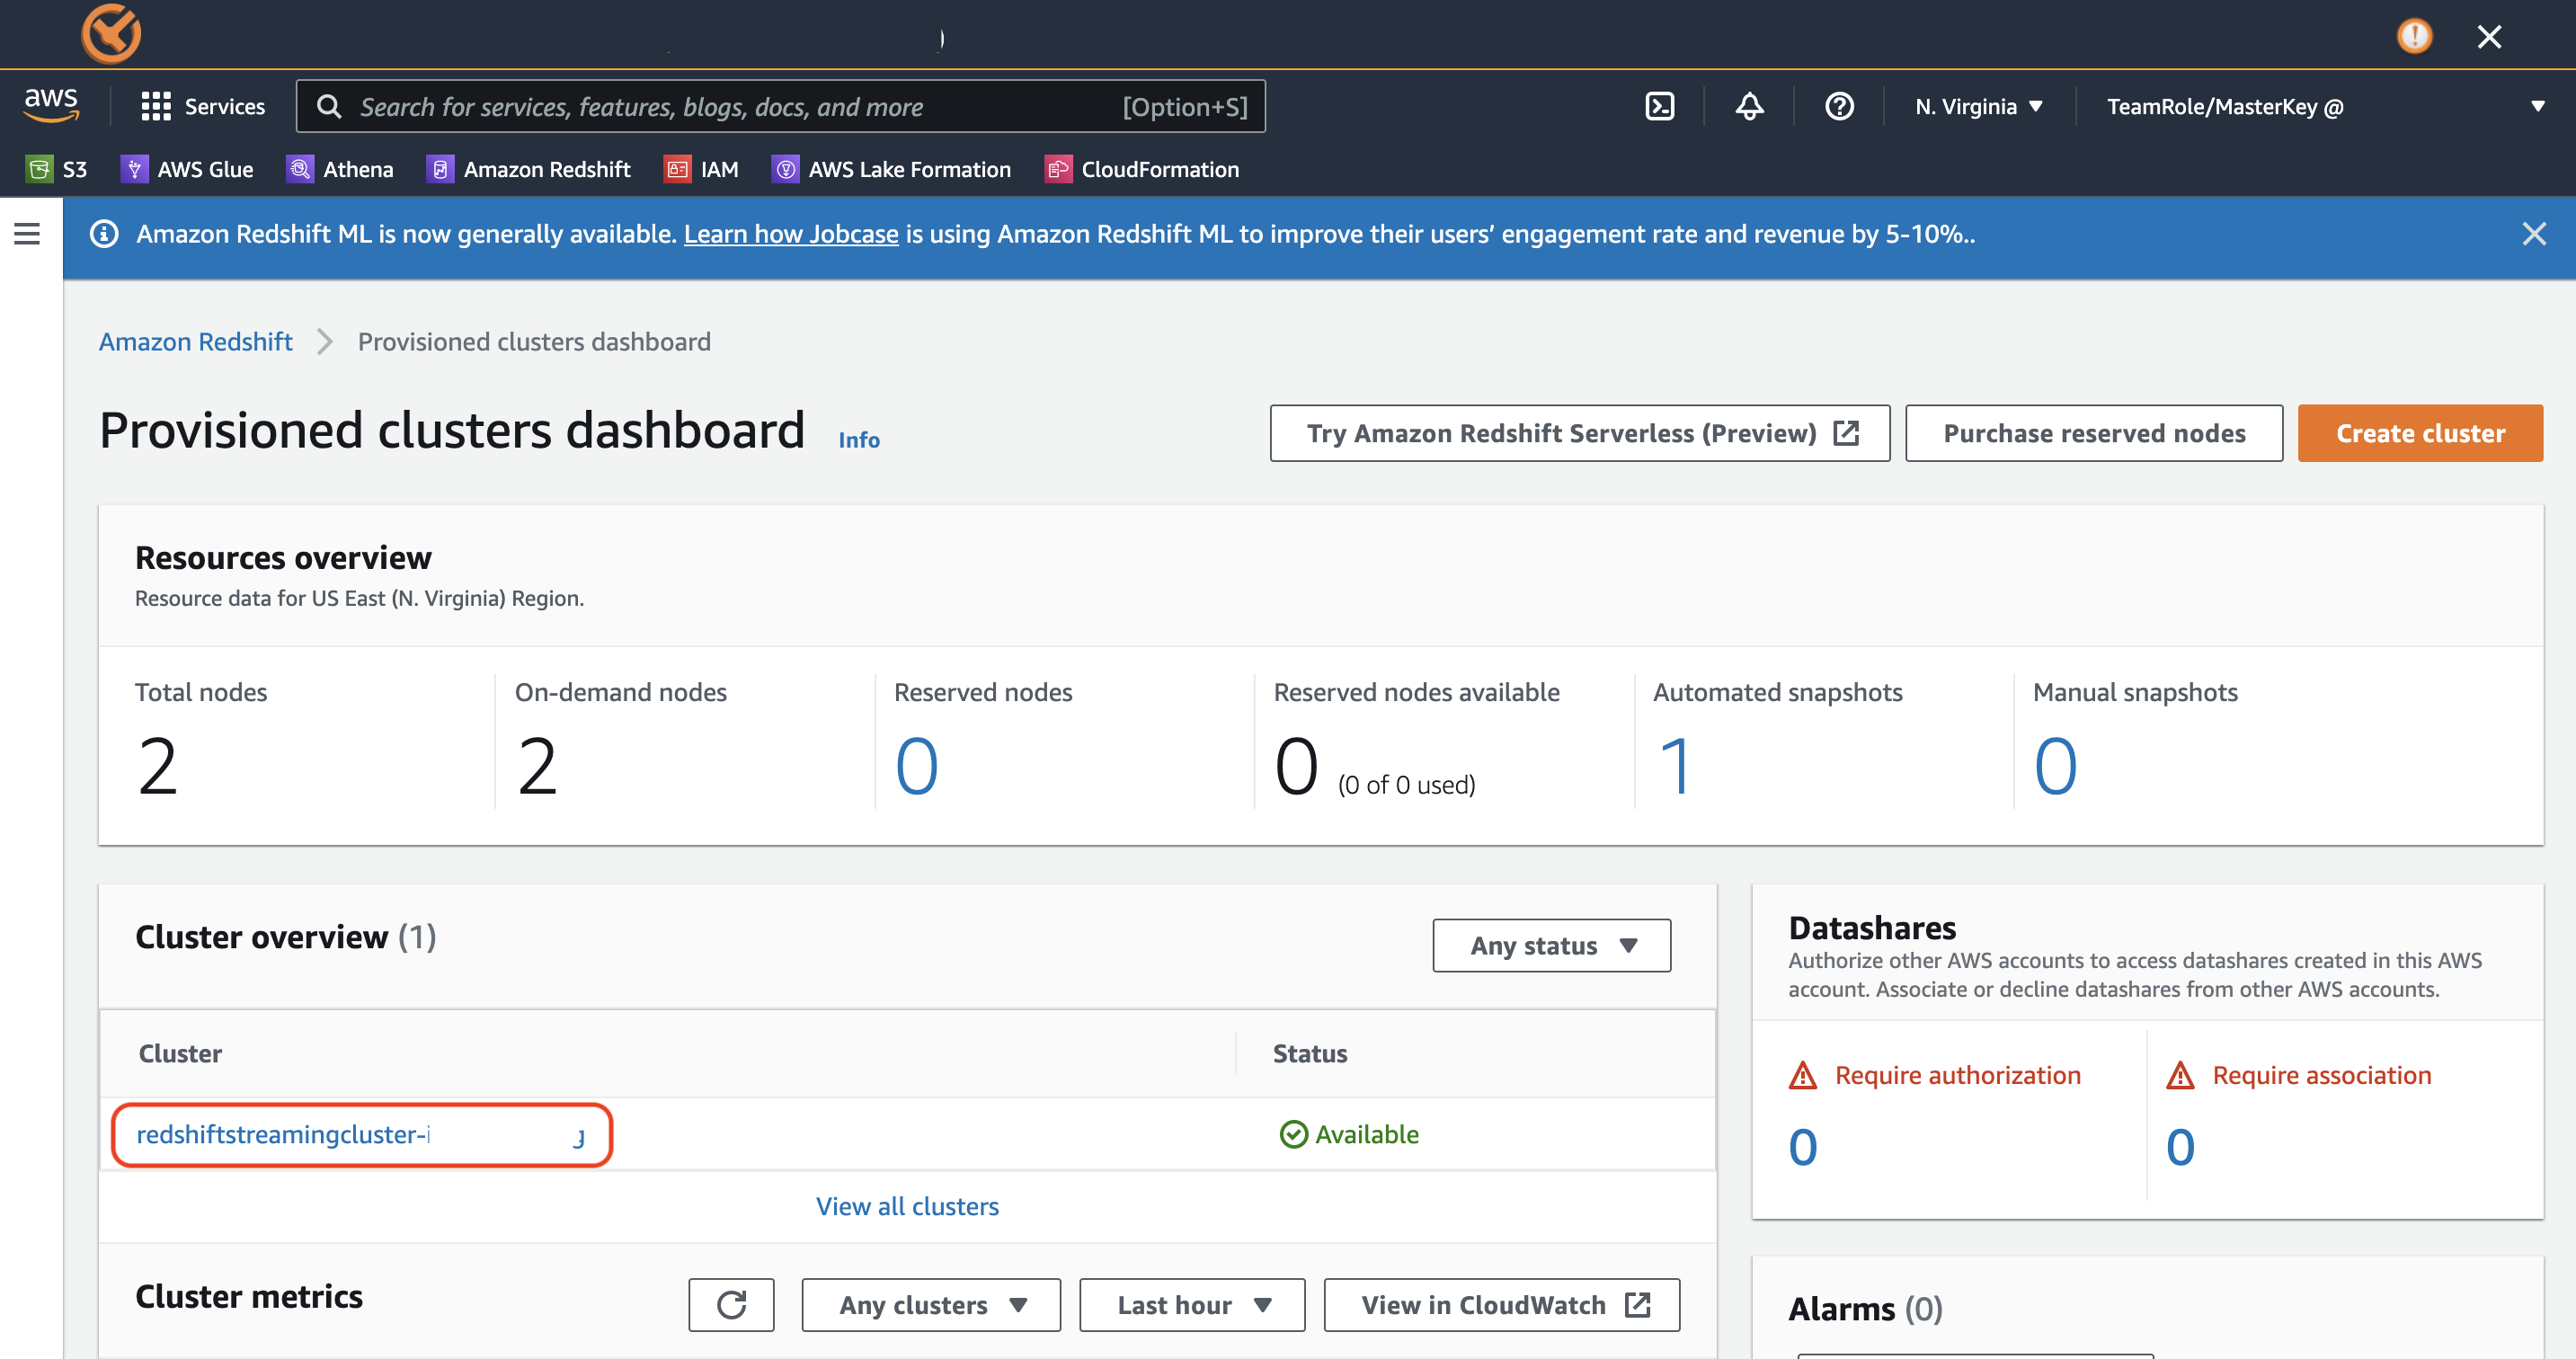 aws
Services
Search for services, features, blogs, docs, and more [Option+S]
N. Virginia
TeamRole/MasterKey @
S3
AWS Glue
Athena
Amazon Redshift
IAM
AWS Lake Formation
CloudFormation
Amazon Redshift ML is now generally available. Learn how Jobcase is using Amazon Redshift ML to improve their users' engagement rate and revenue by 5-10%..
Amazon Redshift
Provisioned clusters dashboard
Provisioned clusters dashboard Info
Try Amazon Redshift Serverless (Preview)
Purchase reserved nodes
Create cluster
Resources overview
Resource data for US East (N. Virginia) Region.
Total nodes
2
On-demand nodes
2
Reserved nodes
0
Reserved nodes available
0 (0 of 0 used)
Automated snapshots
1
Manual snapshots
0
Cluster overview (1)
Any status
Cluster
Status
redshiftstreamingcluster-
Available
View all clusters
Cluster metrics
Any clusters
Last hour
View in CloudWatch
Datashares
Authorize other AWS accounts to access datashares created in this AWS
account. Associate or decline datashares from other AWS accounts.
Require authorization
0
Require association
0
Alarms (0)